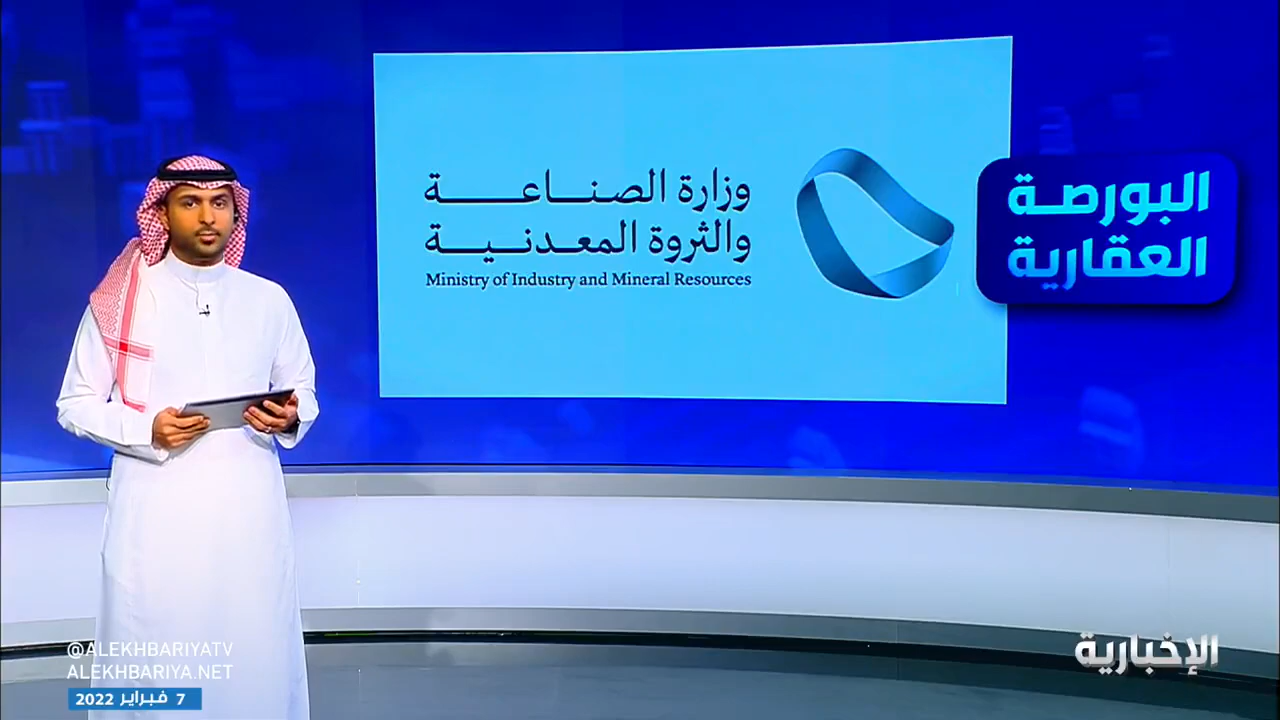 البورصة
العقارية
وزارة الصناعة
والثروة المعدنية
Ministry of Industry and Mineral Resources
@ALEKHBARIYATV
ALEKHBARIYA.NET
7 فبراير 2022
الإخبارية